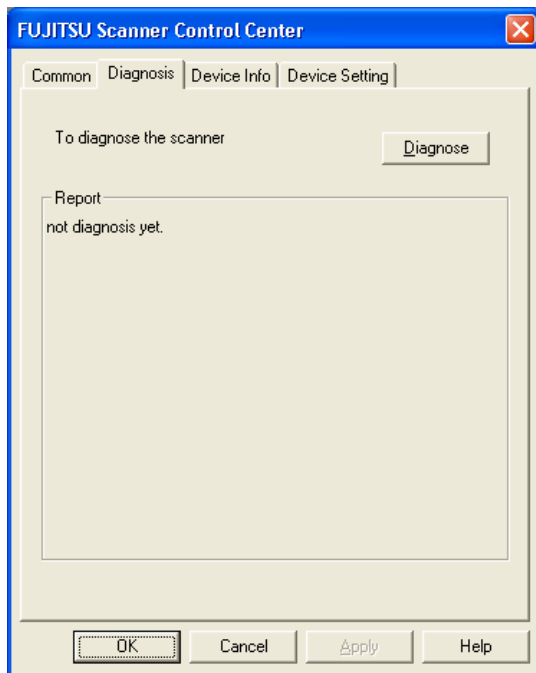 FUJITSU Scanner Control Center
Common Diagnosis Device Info Device Setting
To diagnose the scanner
Diagnose
Report
not diagnosis yet.
OK Cancel Apply Help